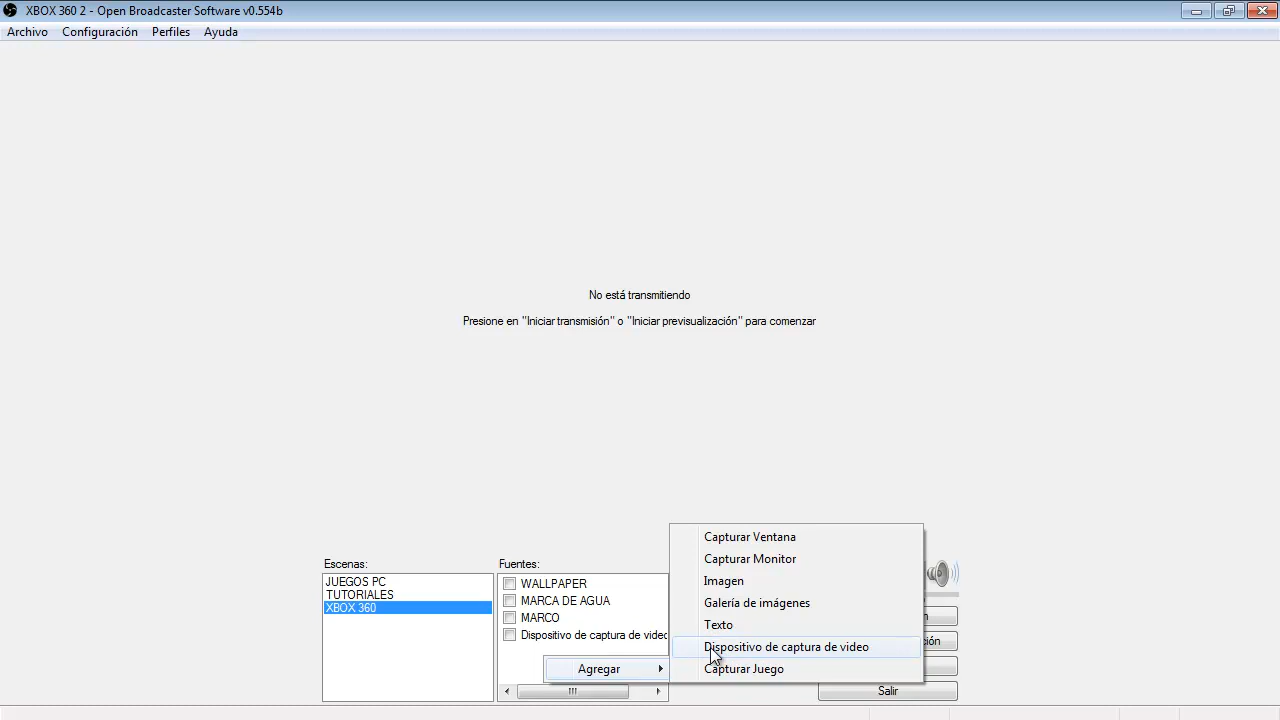 XBOX 360 2 - Open Broadcaster Software v0.554b
Archivo Configuración Perfiles Ayuda
No está transmitiendo
Presione en "Iniciar transmisión" o "Iniciar previsualización" para comenzar
Escenas:
JUEGOS PC
TUTORIALES
XBOX 360
Fuentes:
WALLPAPER
MARCA DE AGUA
MARCO
Dispositivo de captura de video
Agregar
Capturar Ventana
Capturar Monitor
Imagen
Galería de imágenes
Texto
Dispositivo de captura de video
Capturar Juego
Salir